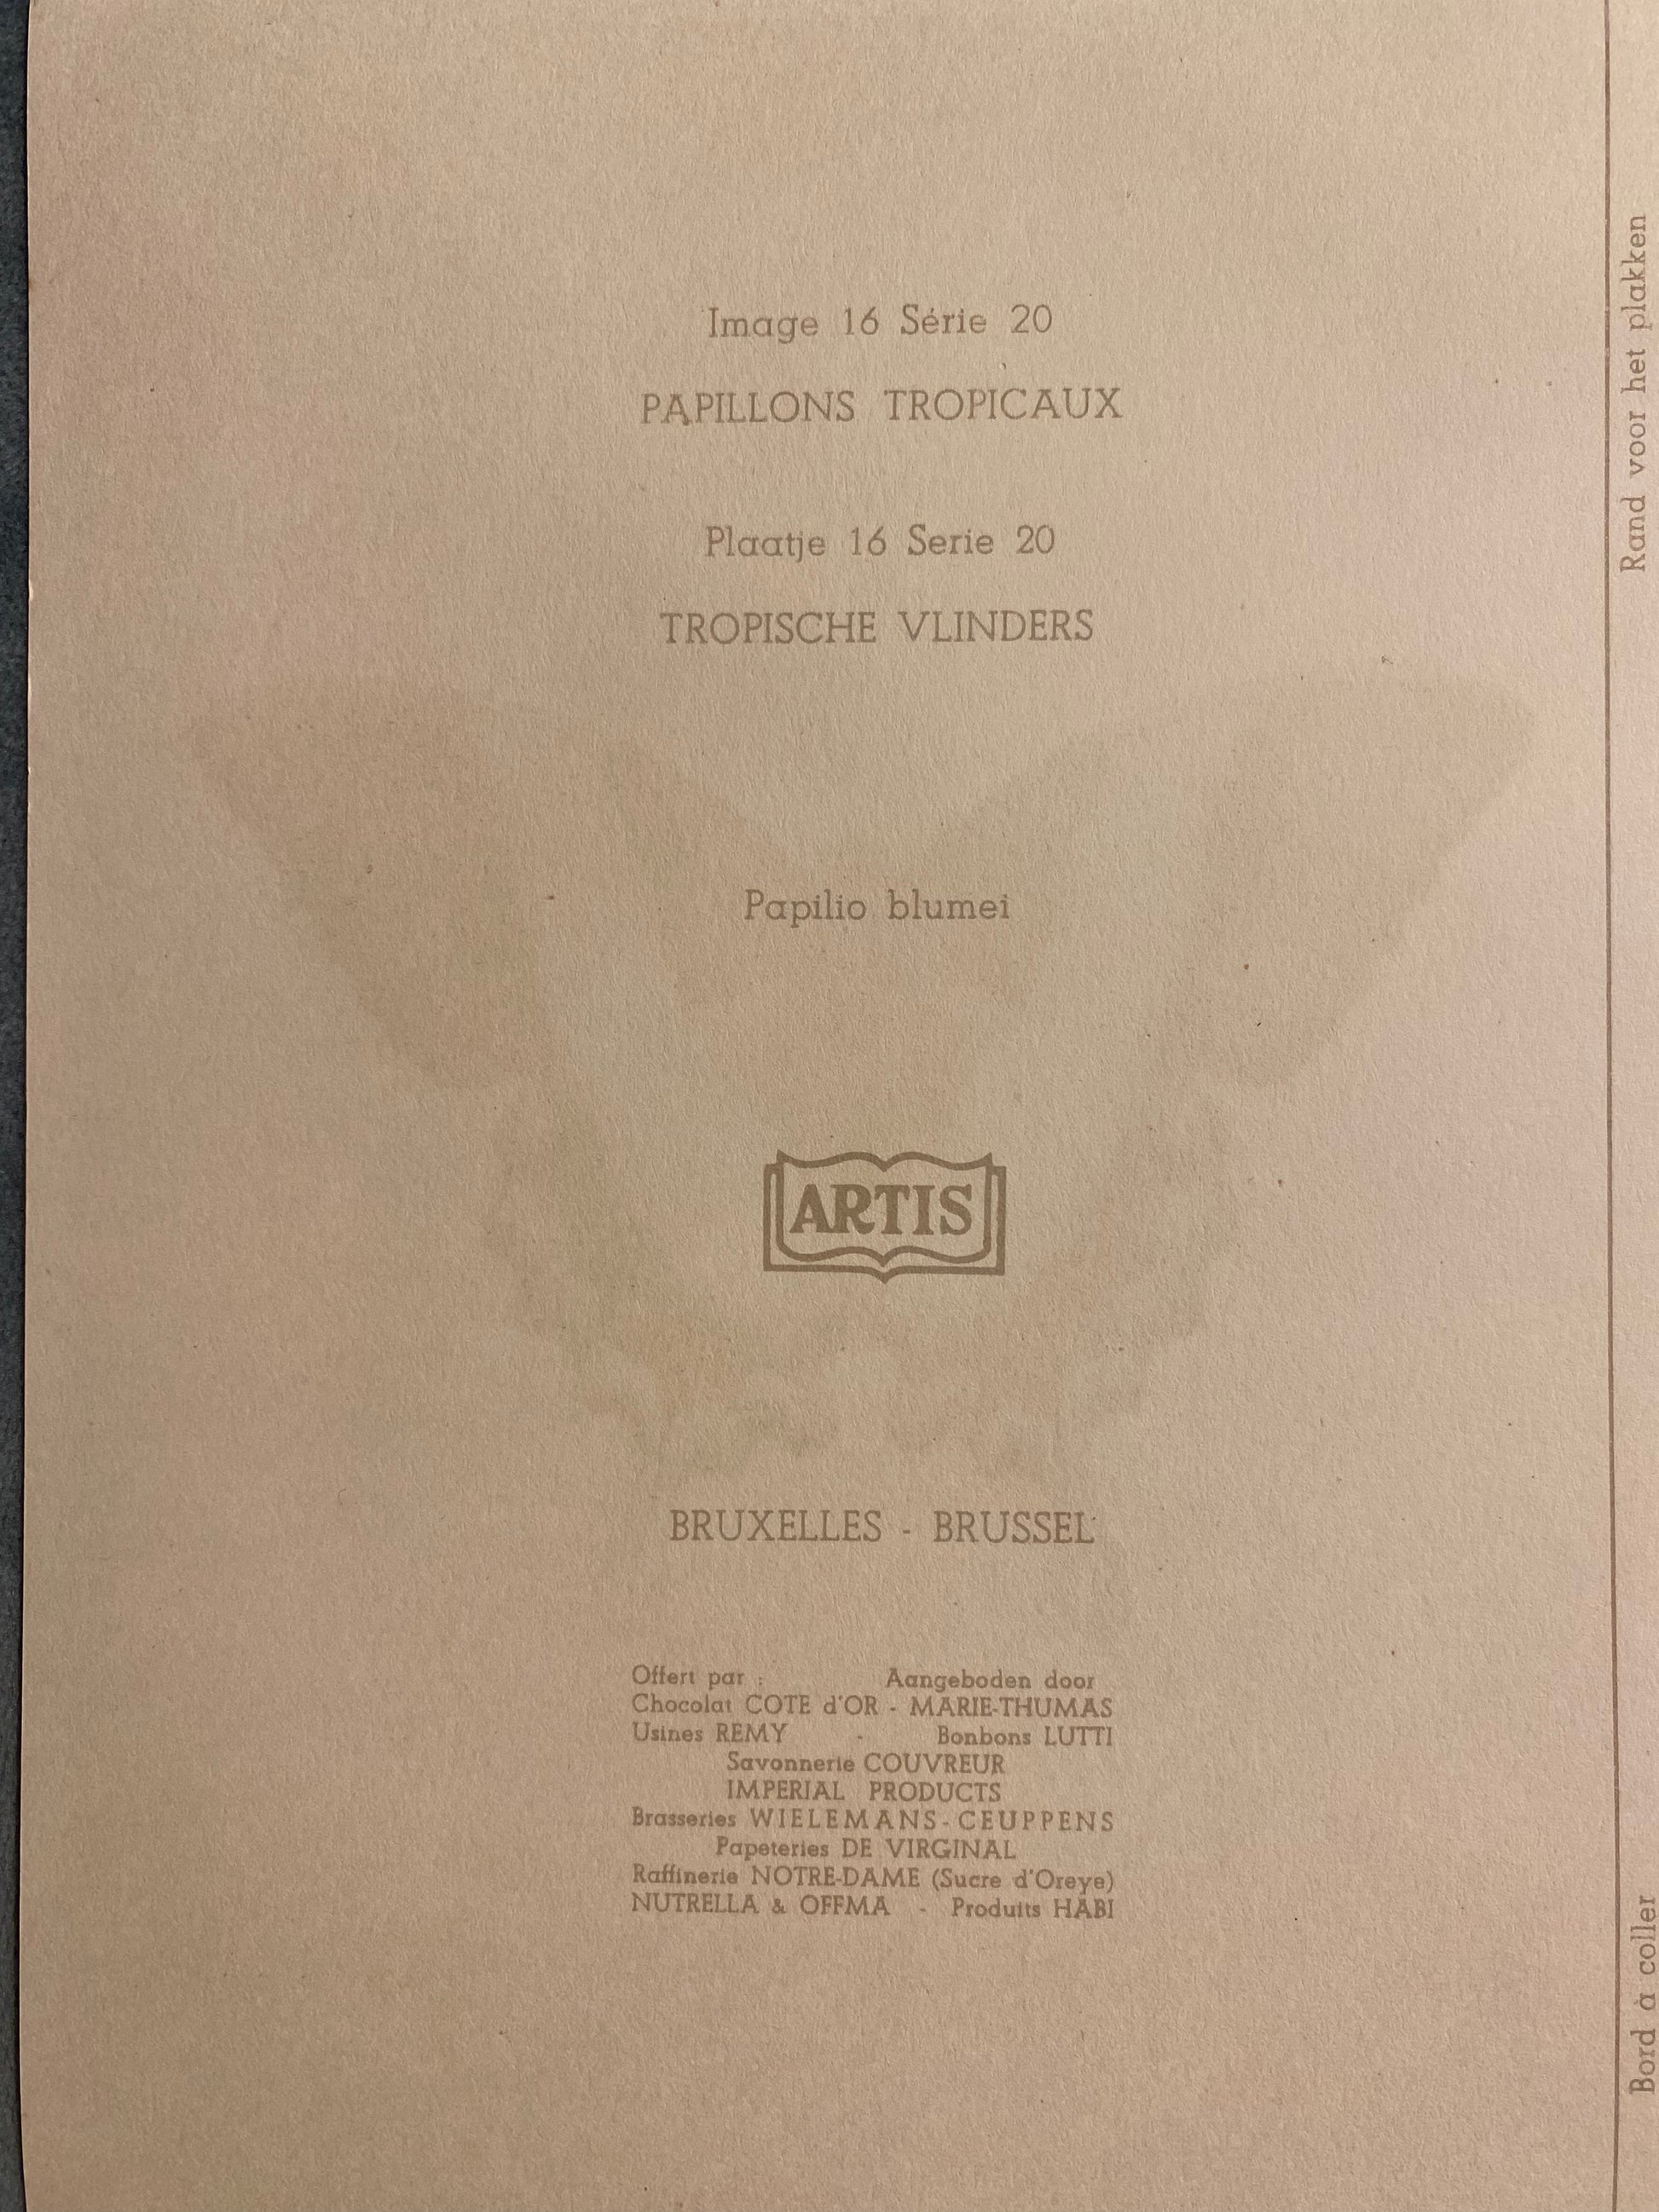 Image 16 Série 20
PAPILLONS TROPICAUX
Plaatje 16 Serie 20
TROPISCHE VLINDERS
Papilio blumei
ARTIS
BRUXELLES - BRUSSEL
Offert par : Aangeboden door
Chocolat COTE d'OR - MARIE-THUMAS
Usines REMY - Bonbons LUTTI
Savonnerie COUVREUR
IMPERIAL PRODUCTS
Brasseries WIELEMANS-CEUPPENS
Papeteries DE VIRGINAL
Raffinerie NOTRE-DAME (Sucre d'Oreye)
NUTRELLA & OFFMA - Produits HABI
Rand voor het plakken
Bord à coller